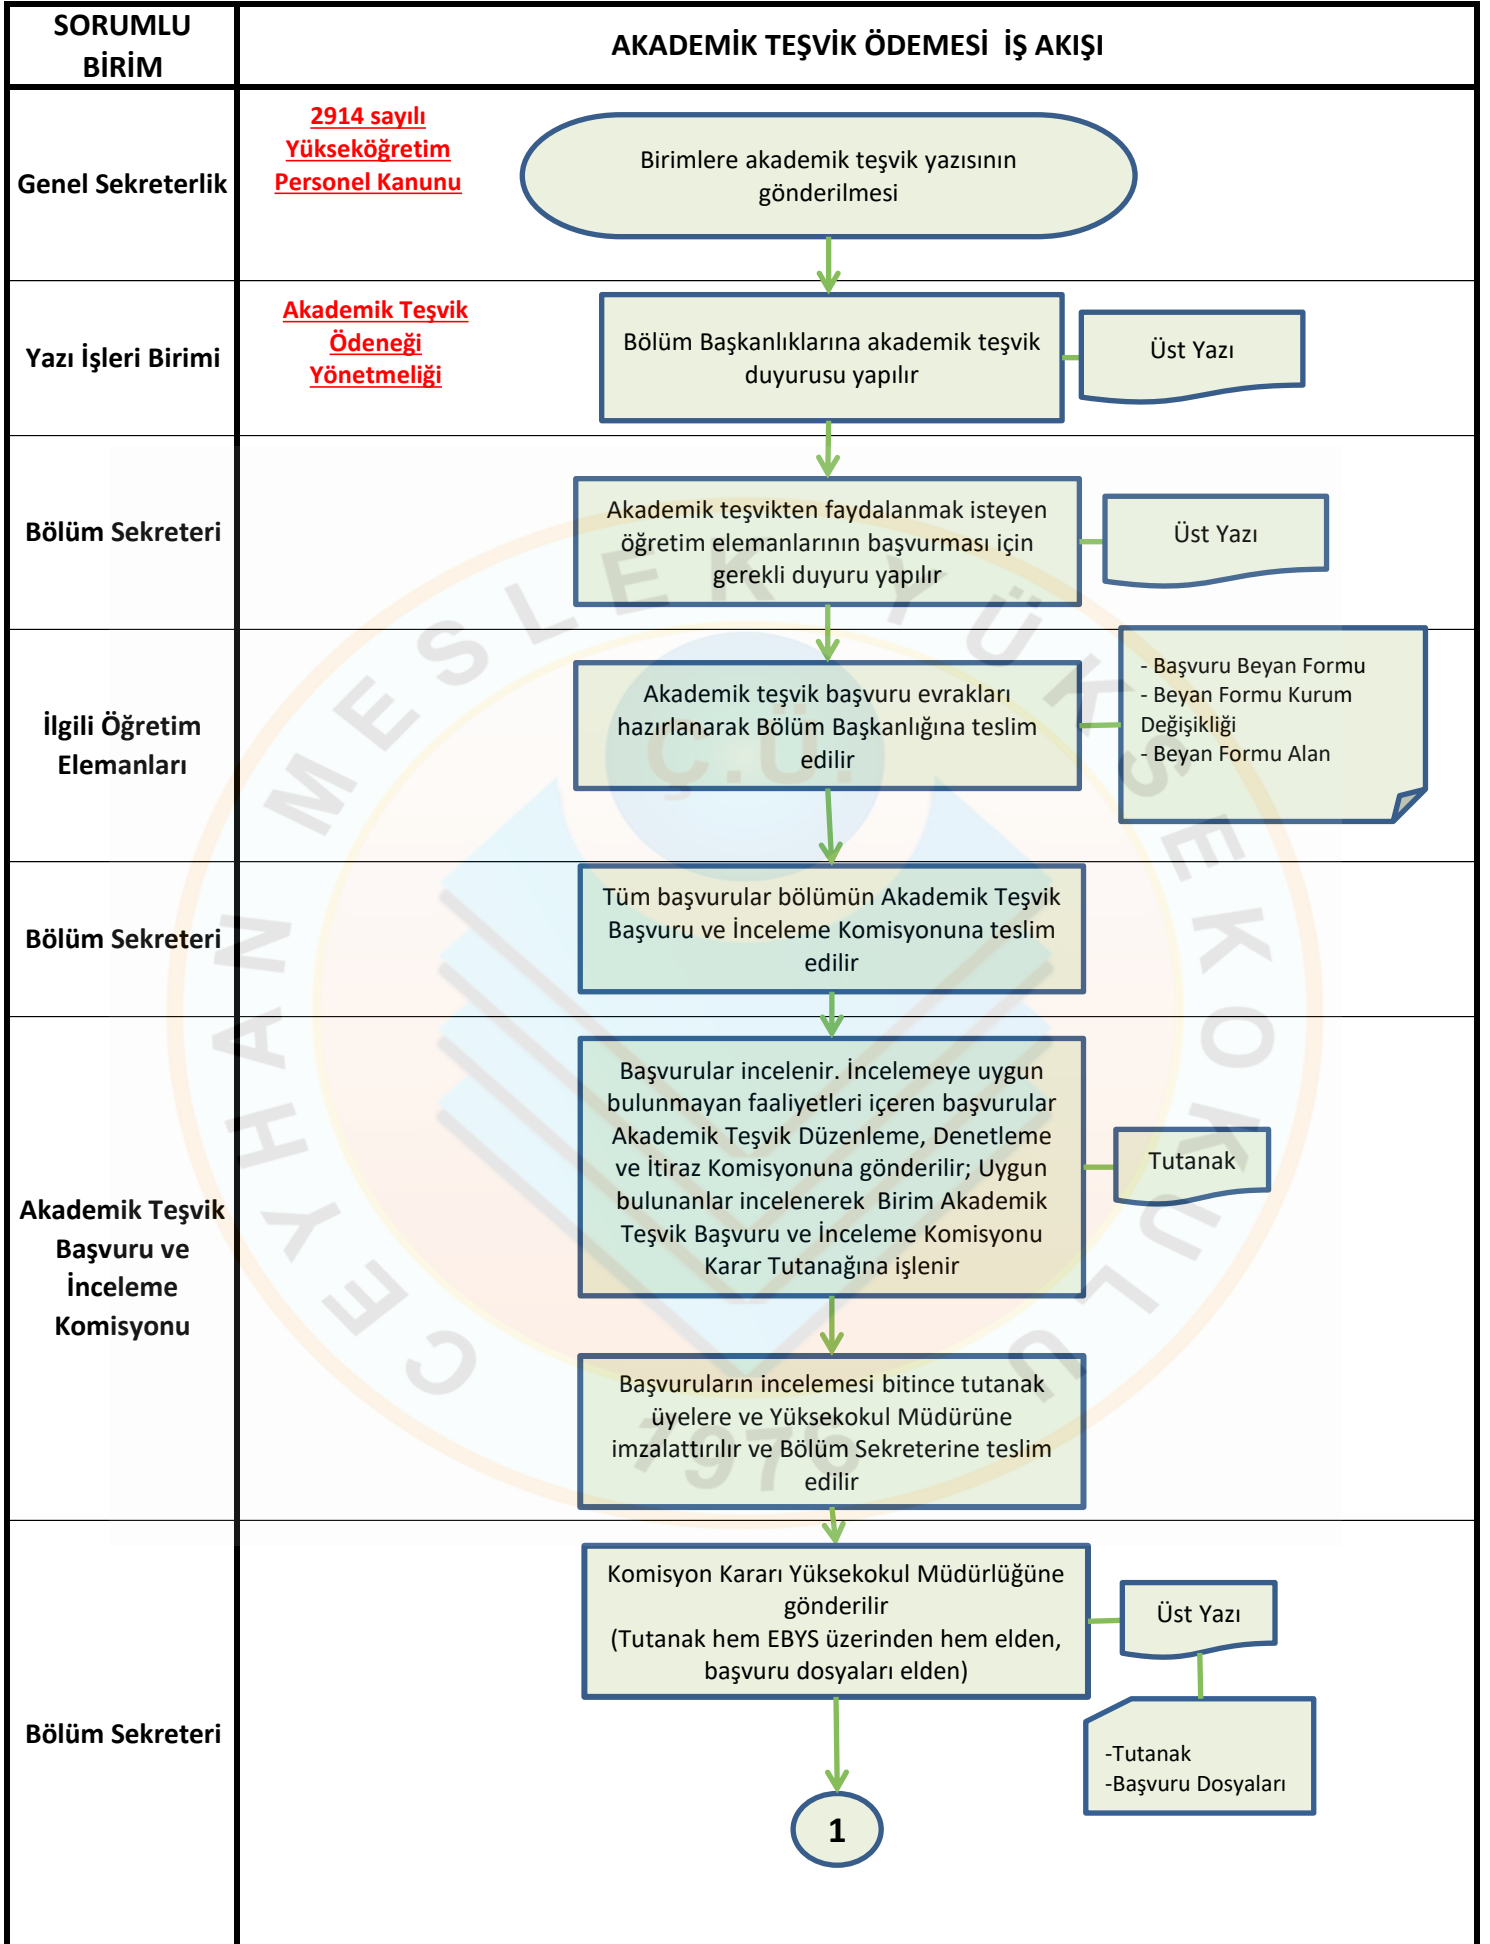 SORUMLU
BİRİM
AKADEMİK TEŞVİK ÖDEMESİ İŞ AKIŞI
Genel Sekreterlik
2914 sayılı
Yükseköğretim
Personel Kanunu
Birimlere akademik teşvik yazısının
gönderilmesi
Yazı İşleri Birimi
Akademik Teşvik
Ödeneği
Yönetmeliği
Bölüm Başkanlıklarına akademik teşvik
duyurusu yapılır
Üst Yazı
Bölüm Sekreteri
Akademik teşvikten faydalanmak isteyen
öğretim elemanlarının başvurması için
gerekli duyuru yapılır
Üst Yazı
İlgili Öğretim
Elemanları
Akademik teşvik başvuru evrakları
hazırlanarak Bölüm Başkanlığına teslim
edilir
- Başvuru Beyan Formu
- Beyan Formu Kurum
Değişikliği
- Beyan Formu Alan
Bölüm Sekreteri
Tüm başvurular bölümün Akademik Teşvik
Başvuru ve İnceleme Komisyonuna teslim
edilir
Akademik Teşvik
Başvuru ve
İnceleme
Komisyonu
Başvurular incelenir. İncelemeye uygun
bulunmayan faaliyetleri içeren başvurular
Akademik Teşvik Düzenleme, Denetleme
ve İtiraz Komisyonuna gönderilir; Uygun
bulunanlar incelenerek Birim Akademik
Teşvik Başvuru ve İnceleme Komisyonu
Karar Tutanağına işlenir
Tutanak
Başvuruların incelemesi bitince tutanak
üyelere ve Yüksekokul Müdürüne
imzalattırılır ve Bölüm Sekreterine teslim
edilir
Bölüm Sekreteri
Komisyon Kararı Yüksekokul Müdürlüğüne
gönderilir
(Tutanak hem EBYS üzerinden hem elden,
başvuru dosyaları elden)
Üst Yazı
-Tutanak
-Başvuru Dosyaları
1
CEYHAN MESLEK YÜKSEKOKULU
Ç.Ü.
1976